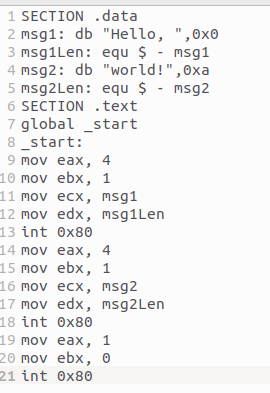 1 SECTION .data
2 msg1: db "Hello, ",0x0
3 msg1Len: equ $ - msg1
4 msg2: db "world!",0xa
5 msg2Len: equ $ - msg2
6 SECTION .text
7 global _start
8 _start:
9 mov eax, 4
10 mov ebx, 1
11 mov ecx, msg1
12 mov edx, msg1Len
13 int 0x80
14 mov eax, 4
15 mov ebx, 1
16 mov ecx, msg2
17 mov edx, msg2Len
18 int 0x80
19 mov eax, 1
20 mov ebx, 0
21 int 0x80